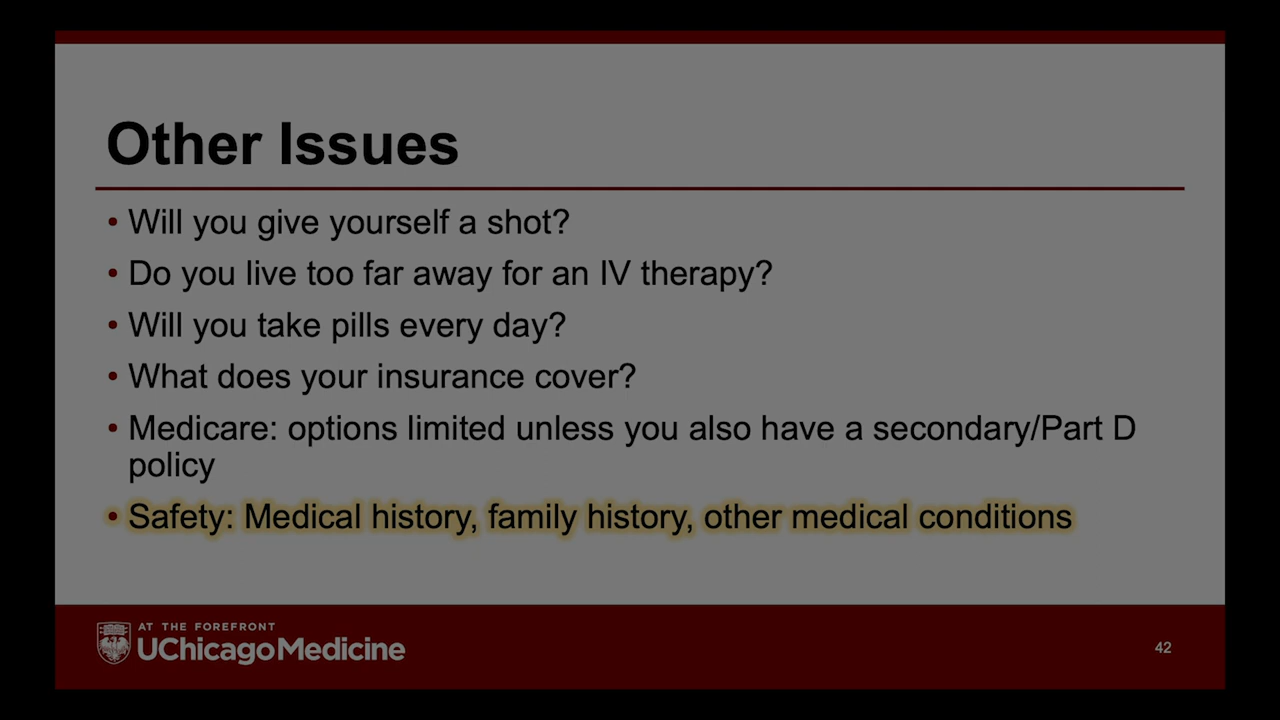 Other Issues
• Will you give yourself a shot?
• Do you live too far away for an IV therapy?
• Will you take pills every day?
• What does your insurance cover?
• Medicare: options limited unless you also have a secondary/Part D
policy
• Safety: Medical history, family history, other medical conditions
AT THE FOREFRONT
UChicagoMedicine
42